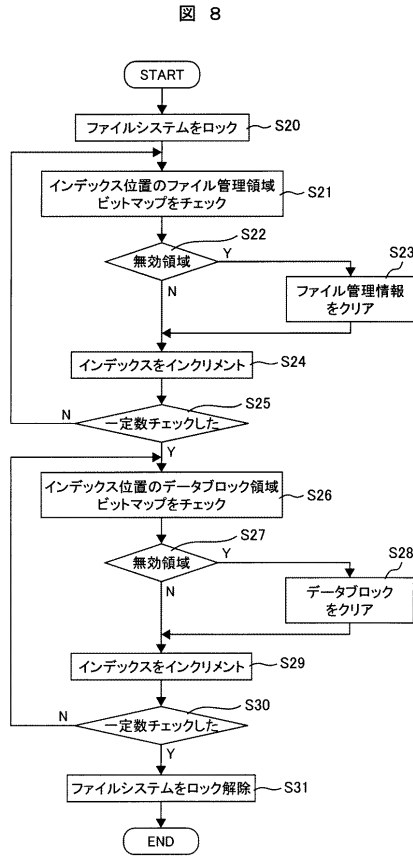 図 8
START
ファイルシステムをロック S20
インデックス位置のファイル管理領域
ビットマップをチェック
S21
S22
無効領域
Y
N
S23
ファイル管理情報
をクリア
インデックスをインクリメント S24
S25
一定数チェックした
N
Y
インデックス位置のデータブロック領域
ビットマップをチェック
S26
S27
無効領域
Y
N
S28
データブロック
をクリア
インデックスをインクリメント S29
S30
一定数チェックした
N
Y
ファイルシステムをロック解除 S31
END